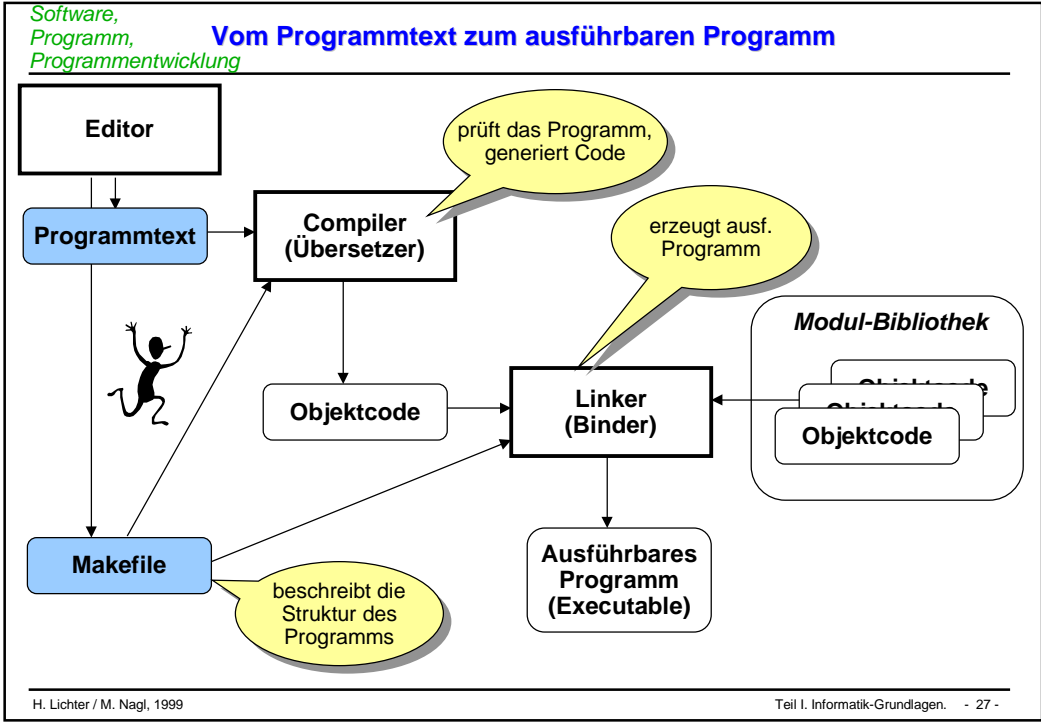 Software,
Programm,
Programmentwicklung
Vom Programmtext zum ausführbaren Programm
Editor
prüft das Programm,
generiert Code
Programmtext
Compiler
(Übersetzer)
erzeugt ausf.
Programm
Modul-Bibliothek
Objektcode
Objektcode
Objektcode
Objektcode
Linker
(Binder)
Makefile
beschreibt die
Struktur des
Programms
Ausführbares
Programm
(Executable)
H. Lichter / M. Nagl, 1999
Teil I. Informatik-Grundlagen. - 27 -